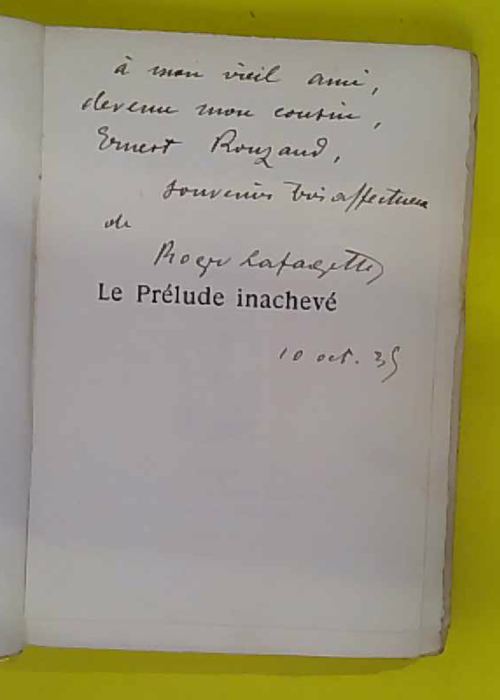 à mon vieil ami,
devenu mon cousin,
Ernest Rouzaud,
souvenir très affectueux
de
Roger Lafagette
Le Prélude inachevé
10 oct. 35